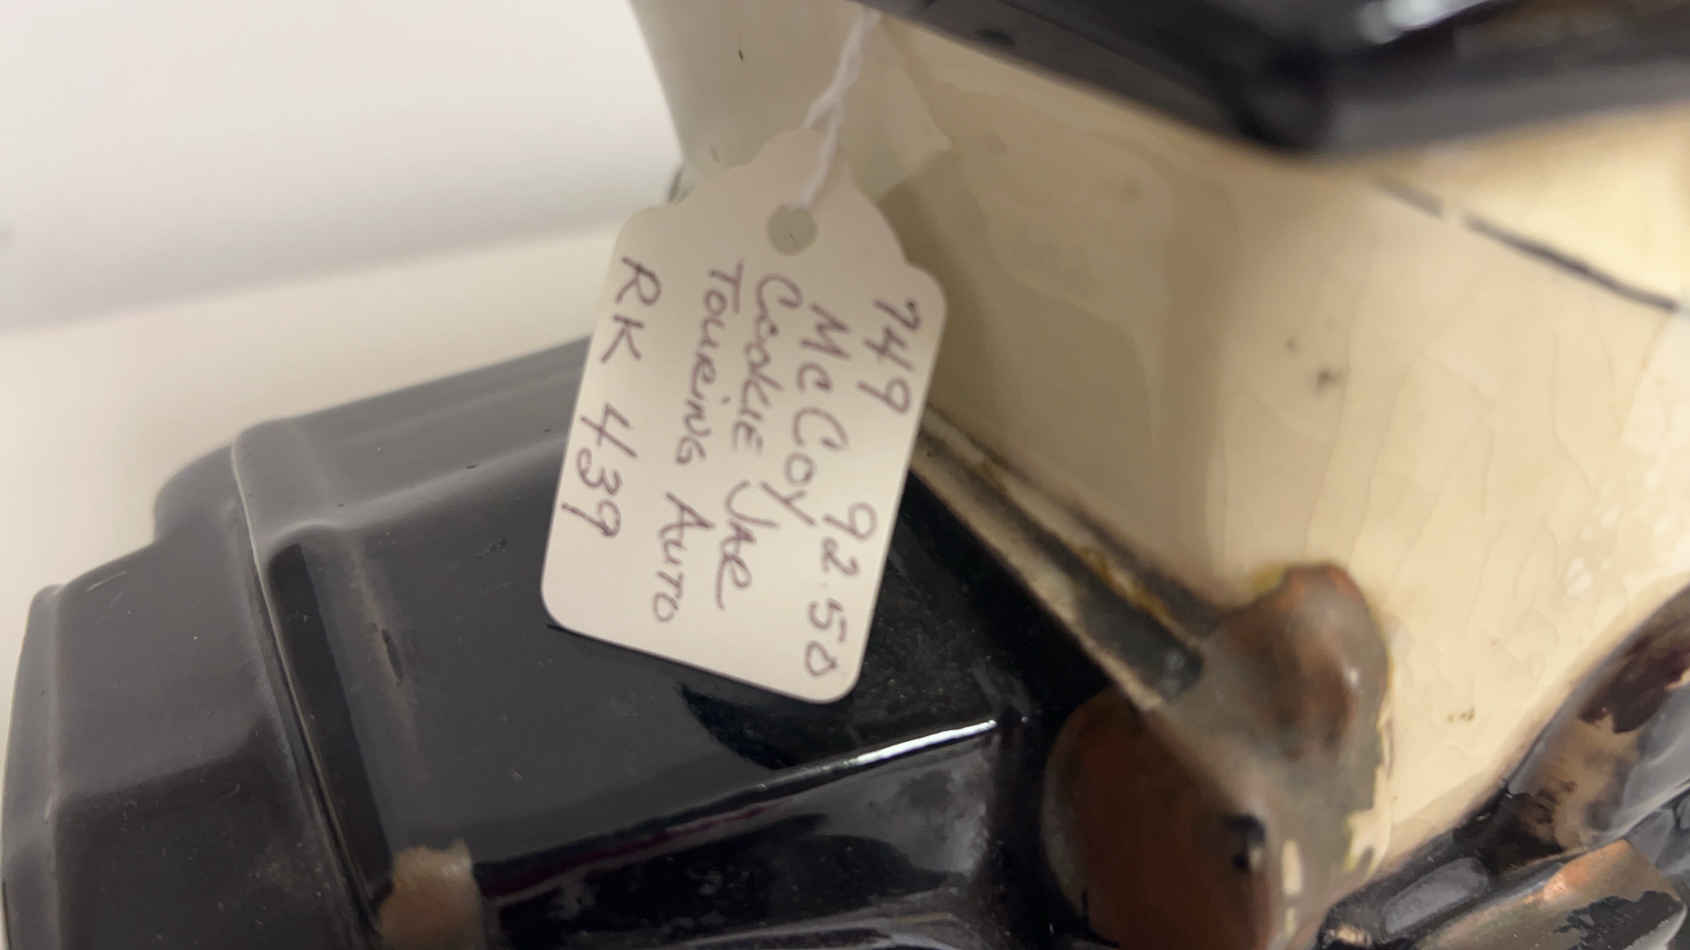 749 92.50
McCoy
Cookie Jar
Touring Auto
RK 439